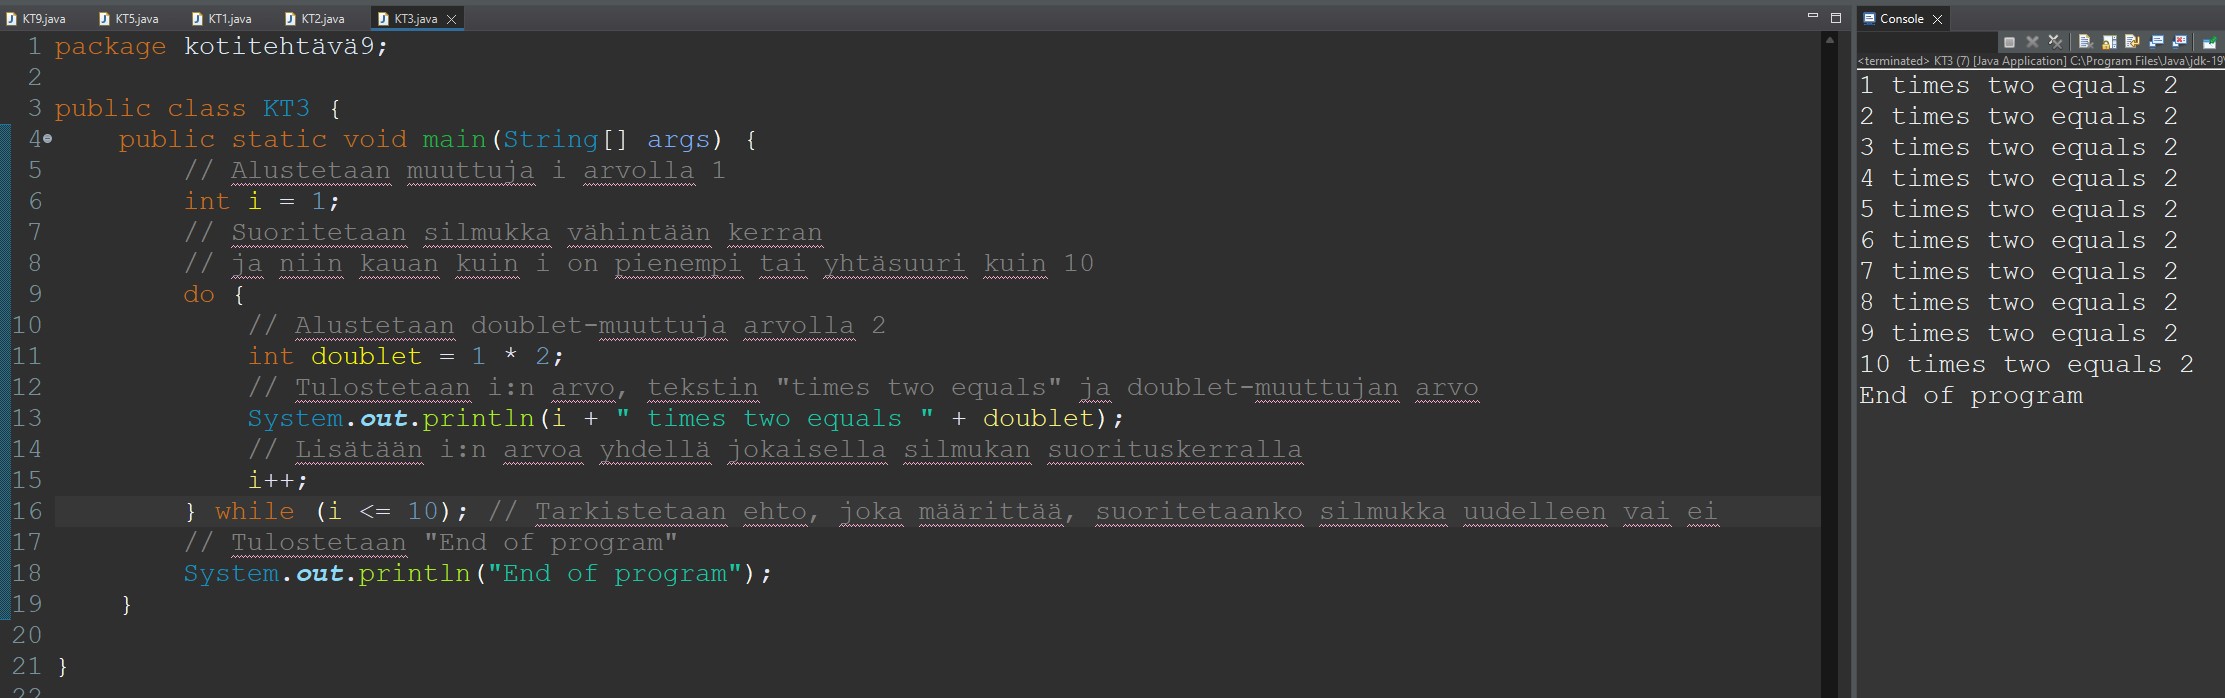 KT9.java KT5.java KT1.java KT2.java KT3.java
1 package kotitehtävä9;
2
3 public class KT3 {
4 public static void main(String[] args) {
5 // Alustetaan muuttuja i arvolla 1
6 int i = 1;
7 // Suoritetaan silmukka vähintään kerran
8 // ja niin kauan kuin i on pienempi tai yhtäsuuri kuin 10
9 do {
10 // Alustetaan doublet-muuttuja arvolla 2
11 int doublet = 1 * 2;
12 // Tulostetaan i:n arvo, tekstin "times two equals" ja doublet-muuttujan arvo
13 System.out.println(i + " times two equals " + doublet);
14 // Lisätään i:n arvoa yhdellä jokaisella silmukan suorituskerralla
15 i++;
16 } while (i <= 10); // Tarkistetaan ehto, joka määrittää, suoritetaanko silmukka uudelleen vai ei
17 // Tulostetaan "End of program"
18 System.out.println("End of program");
19 }
20
21 }
22
Console
<terminated> KT3 (7) [Java Application] C:\Program Files\Java\jdk-19\
1 times two equals 2
2 times two equals 2
3 times two equals 2
4 times two equals 2
5 times two equals 2
6 times two equals 2
7 times two equals 2
8 times two equals 2
9 times two equals 2
10 times two equals 2
End of program